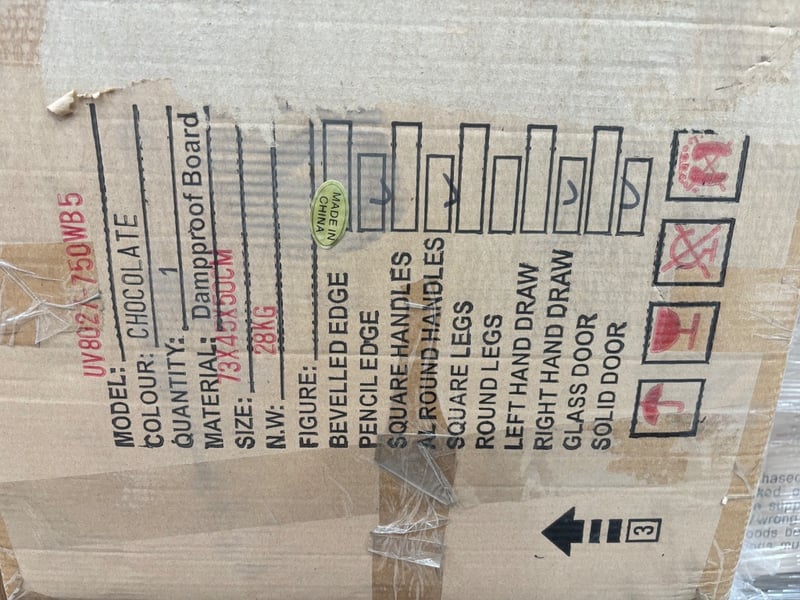 MODEL: UV8027-750WB5
COLOUR: CHOCOLATE
QUANTITY: 1
MATERIAL: Dampproof Board
SIZE: 73X45X50CM
N.W: 28KG
FIGURE:
BEVELLED EDGE
PENCIL EDGE
SQUARE HANDLES
ALROUND HANDLES
SQUARE LEGS
ROUND LEGS
LEFT HAND DRAW
RIGHT HAND DRAW
GLASS DOOR
SOLID DOOR
MADE IN
CHINA
3